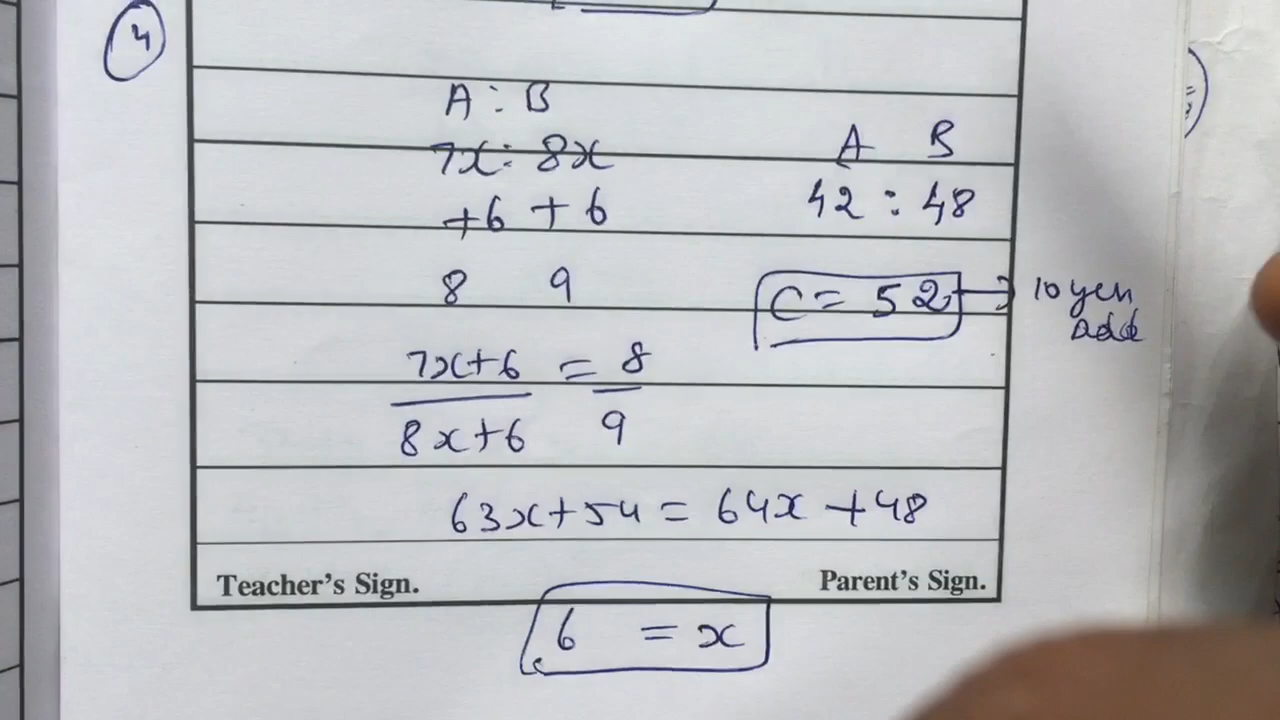 4
A : B
7x : 8x
+6 + 6
8 9
7x+6 = 8
8x+6 9
63x+54 = 64x +48
6 = x
A B
42 : 48
C = 52 → 10 yer
add
Teacher's Sign. Parent's Sign.